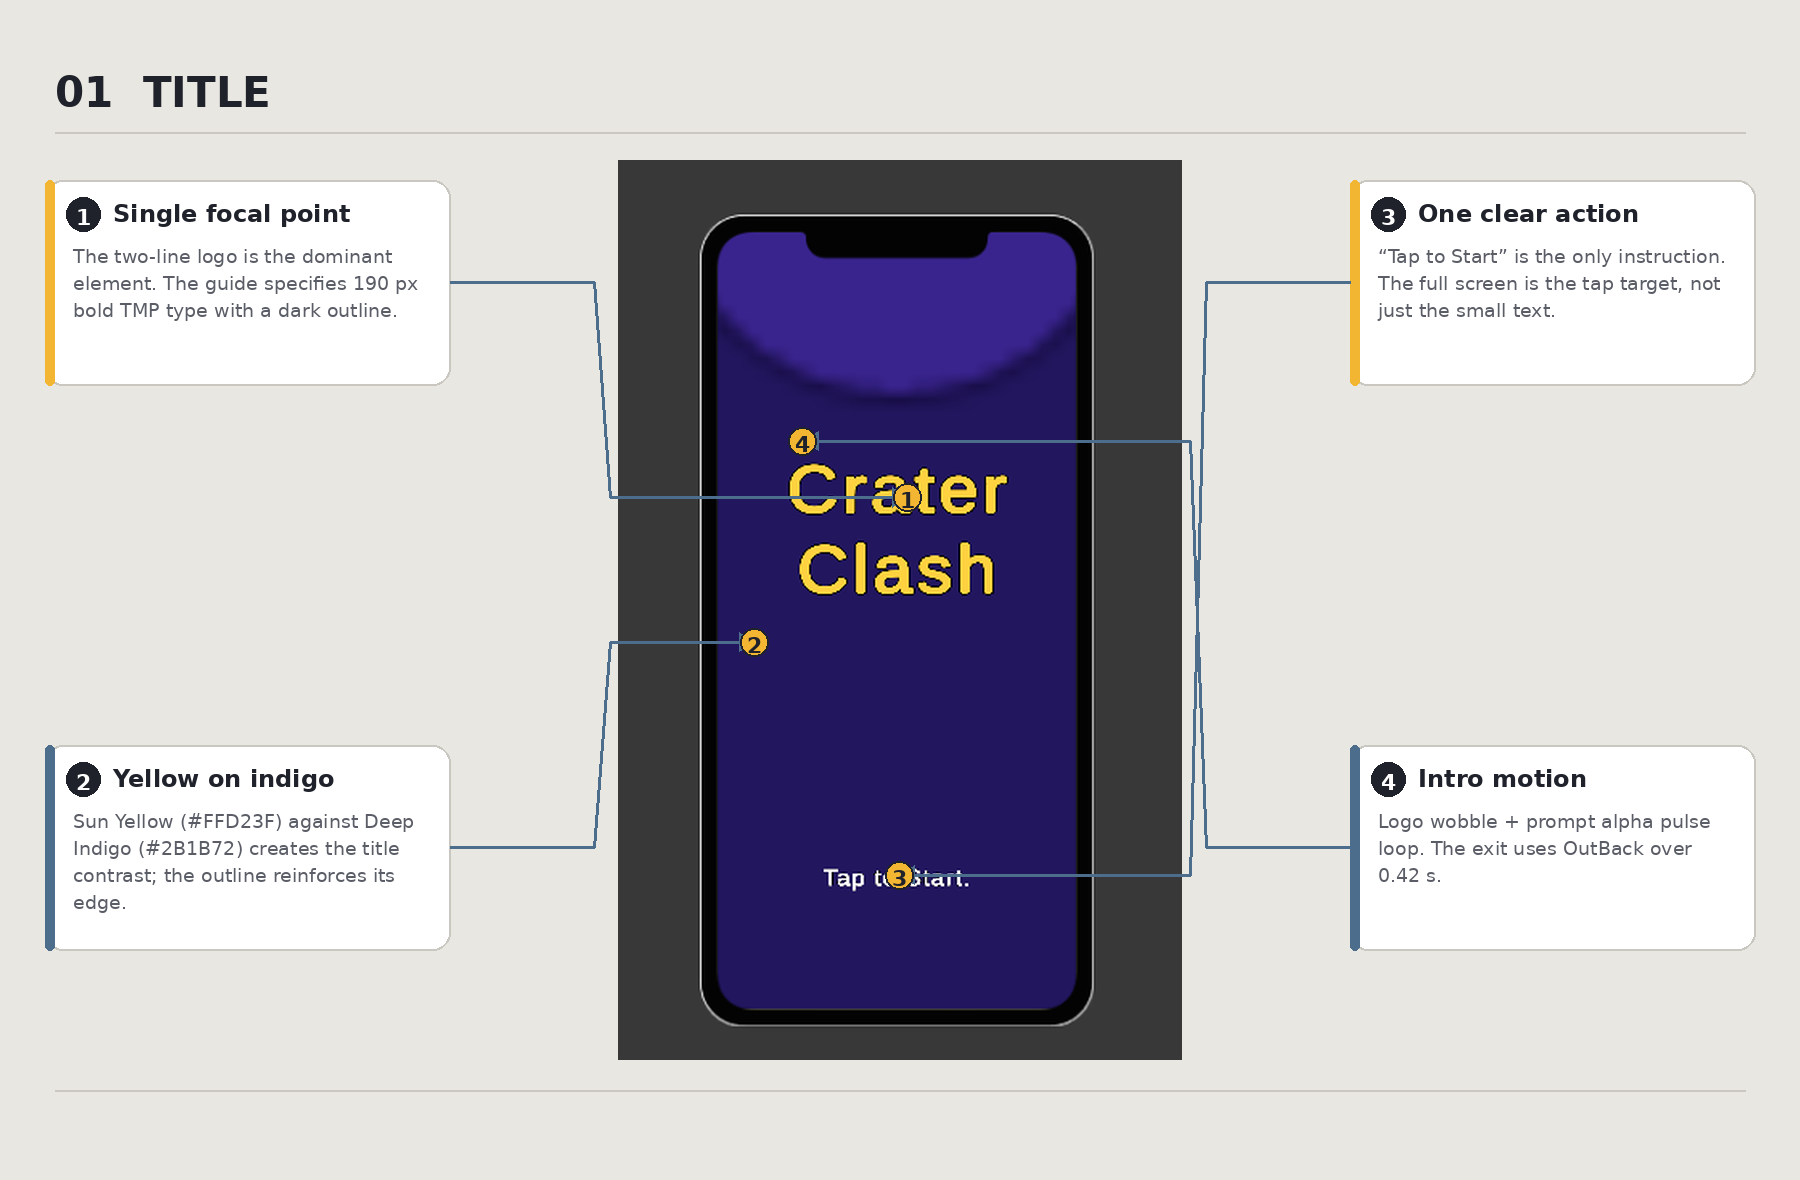 01 TITLE
1 Single focal point
The two-line logo is the dominant
element. The guide specifies 190 px
bold TMP type with a dark outline.
2 Yellow on indigo
Sun Yellow (#FFD23F) against Deep
Indigo (#2B1B72) creates the title
contrast; the outline reinforces its
edge.
4
Crater
1
Clash
2
Tap to Start.
3
3 One clear action
“Tap to Start” is the only instruction.
The full screen is the tap target, not
just the small text.
4 Intro motion
Logo wobble + prompt alpha pulse
loop. The exit uses OutBack over
0.42 s.